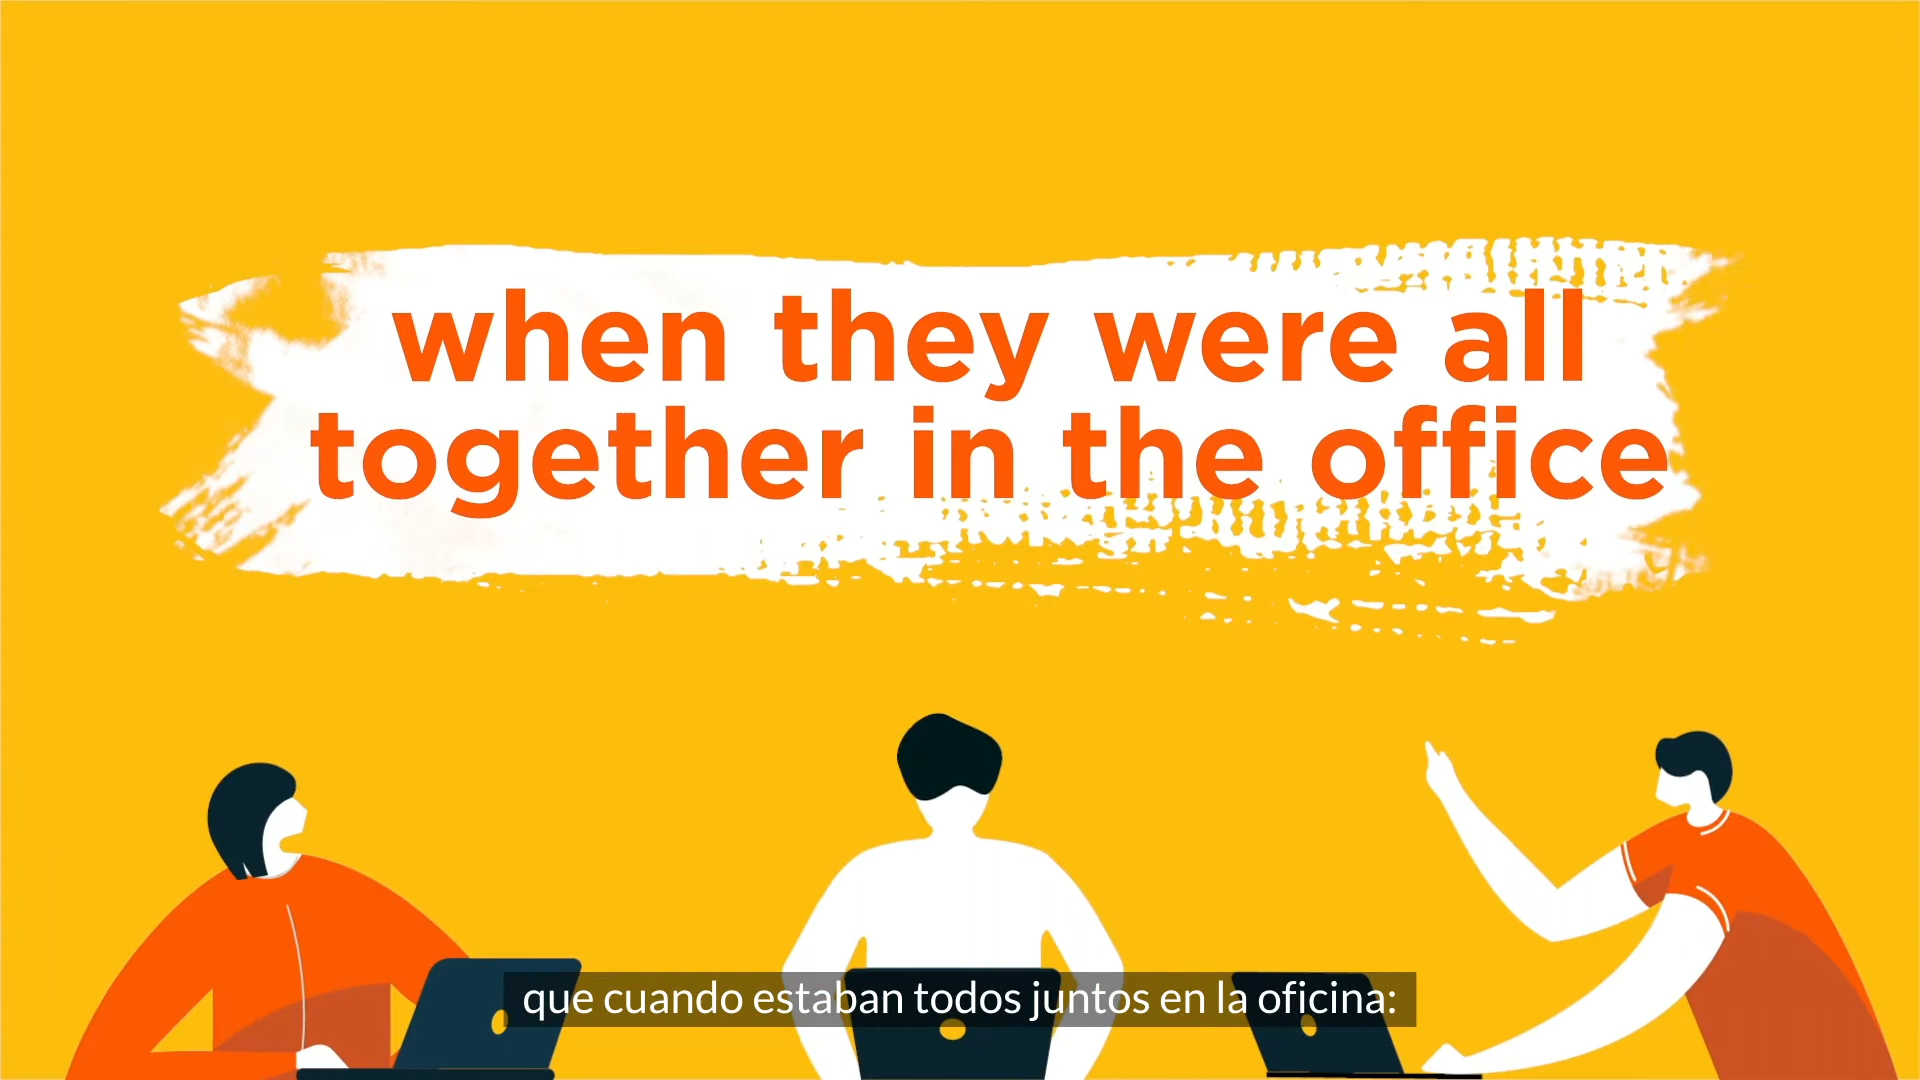 when they were all
together in the office
que cuando estaban todos juntos en la oficina: